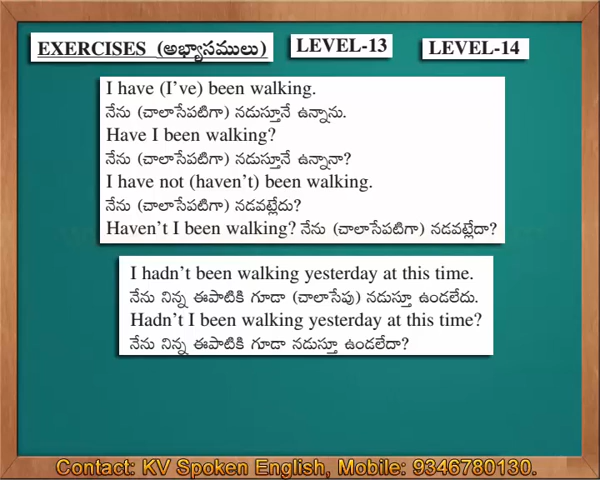 EXERCISES (అభ్యాసములు) LEVEL-13 LEVEL-14
I have (I've) been walking.
నేను (చాలాసేపటిగా) నడుస్తూనే ఉన్నాను.
Have I been walking?
నేను (చాలాసేపటిగా) నడుస్తూనే ఉన్నానా?
I have not (haven't) been walking.
నేను (చాలాసేపటిగా) నడవట్లేదు?
Haven't I been walking? నేను (చాలాసేపటిగా) నడవట్లేదా?
I hadn't been walking yesterday at this time.
నేను నిన్న ఈపాటికి గూడా (చాలాసేపు) నడుస్తూ ఉండలేదు.
Hadn't I been walking yesterday at this time?
నేను నిన్న ఈపాటికి గూడా నడుస్తూ ఉండలేదా?
Contact: KV Spoken English, Mobile: 9346780130.